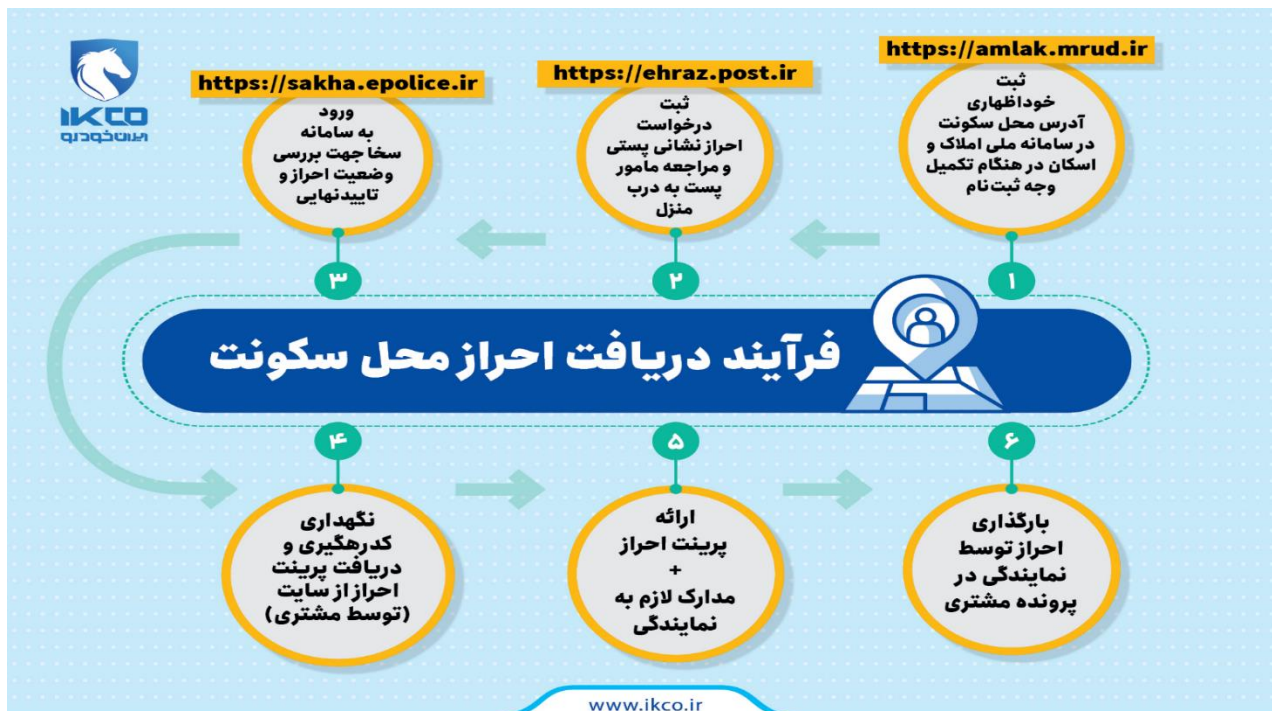 IKCO
ایران‌خودرو
https://amlak.mrud.ir
ثبت
خوداظهاری
آدرس محل سکونت
در سامانه ملی املاک و
اسکان در هنگام تکمیل
وجه ثبت‌نام
۱
https://ehraz.post.ir
ثبت
درخواست
احراز نشانی پستی
و مراجعه مامور
پست به درب
منزل
۲
https://sakha.epolice.ir
ورود
به سامانه
سخا جهت بررسی
وضعیت احراز و
تاییدنهایی
۳
فرآیند دریافت احراز محل سکونت
۴
نگهداری
کدرهگیری و
دریافت پرینت
احراز از سایت
(توسط مشتری)
۵
ارائه
پرینت احراز
+
مدارک لازم به
نمایندگی
۶
بارگذاری
احراز توسط
نمایندگی در
پرونده مشتری
www.ikco.ir